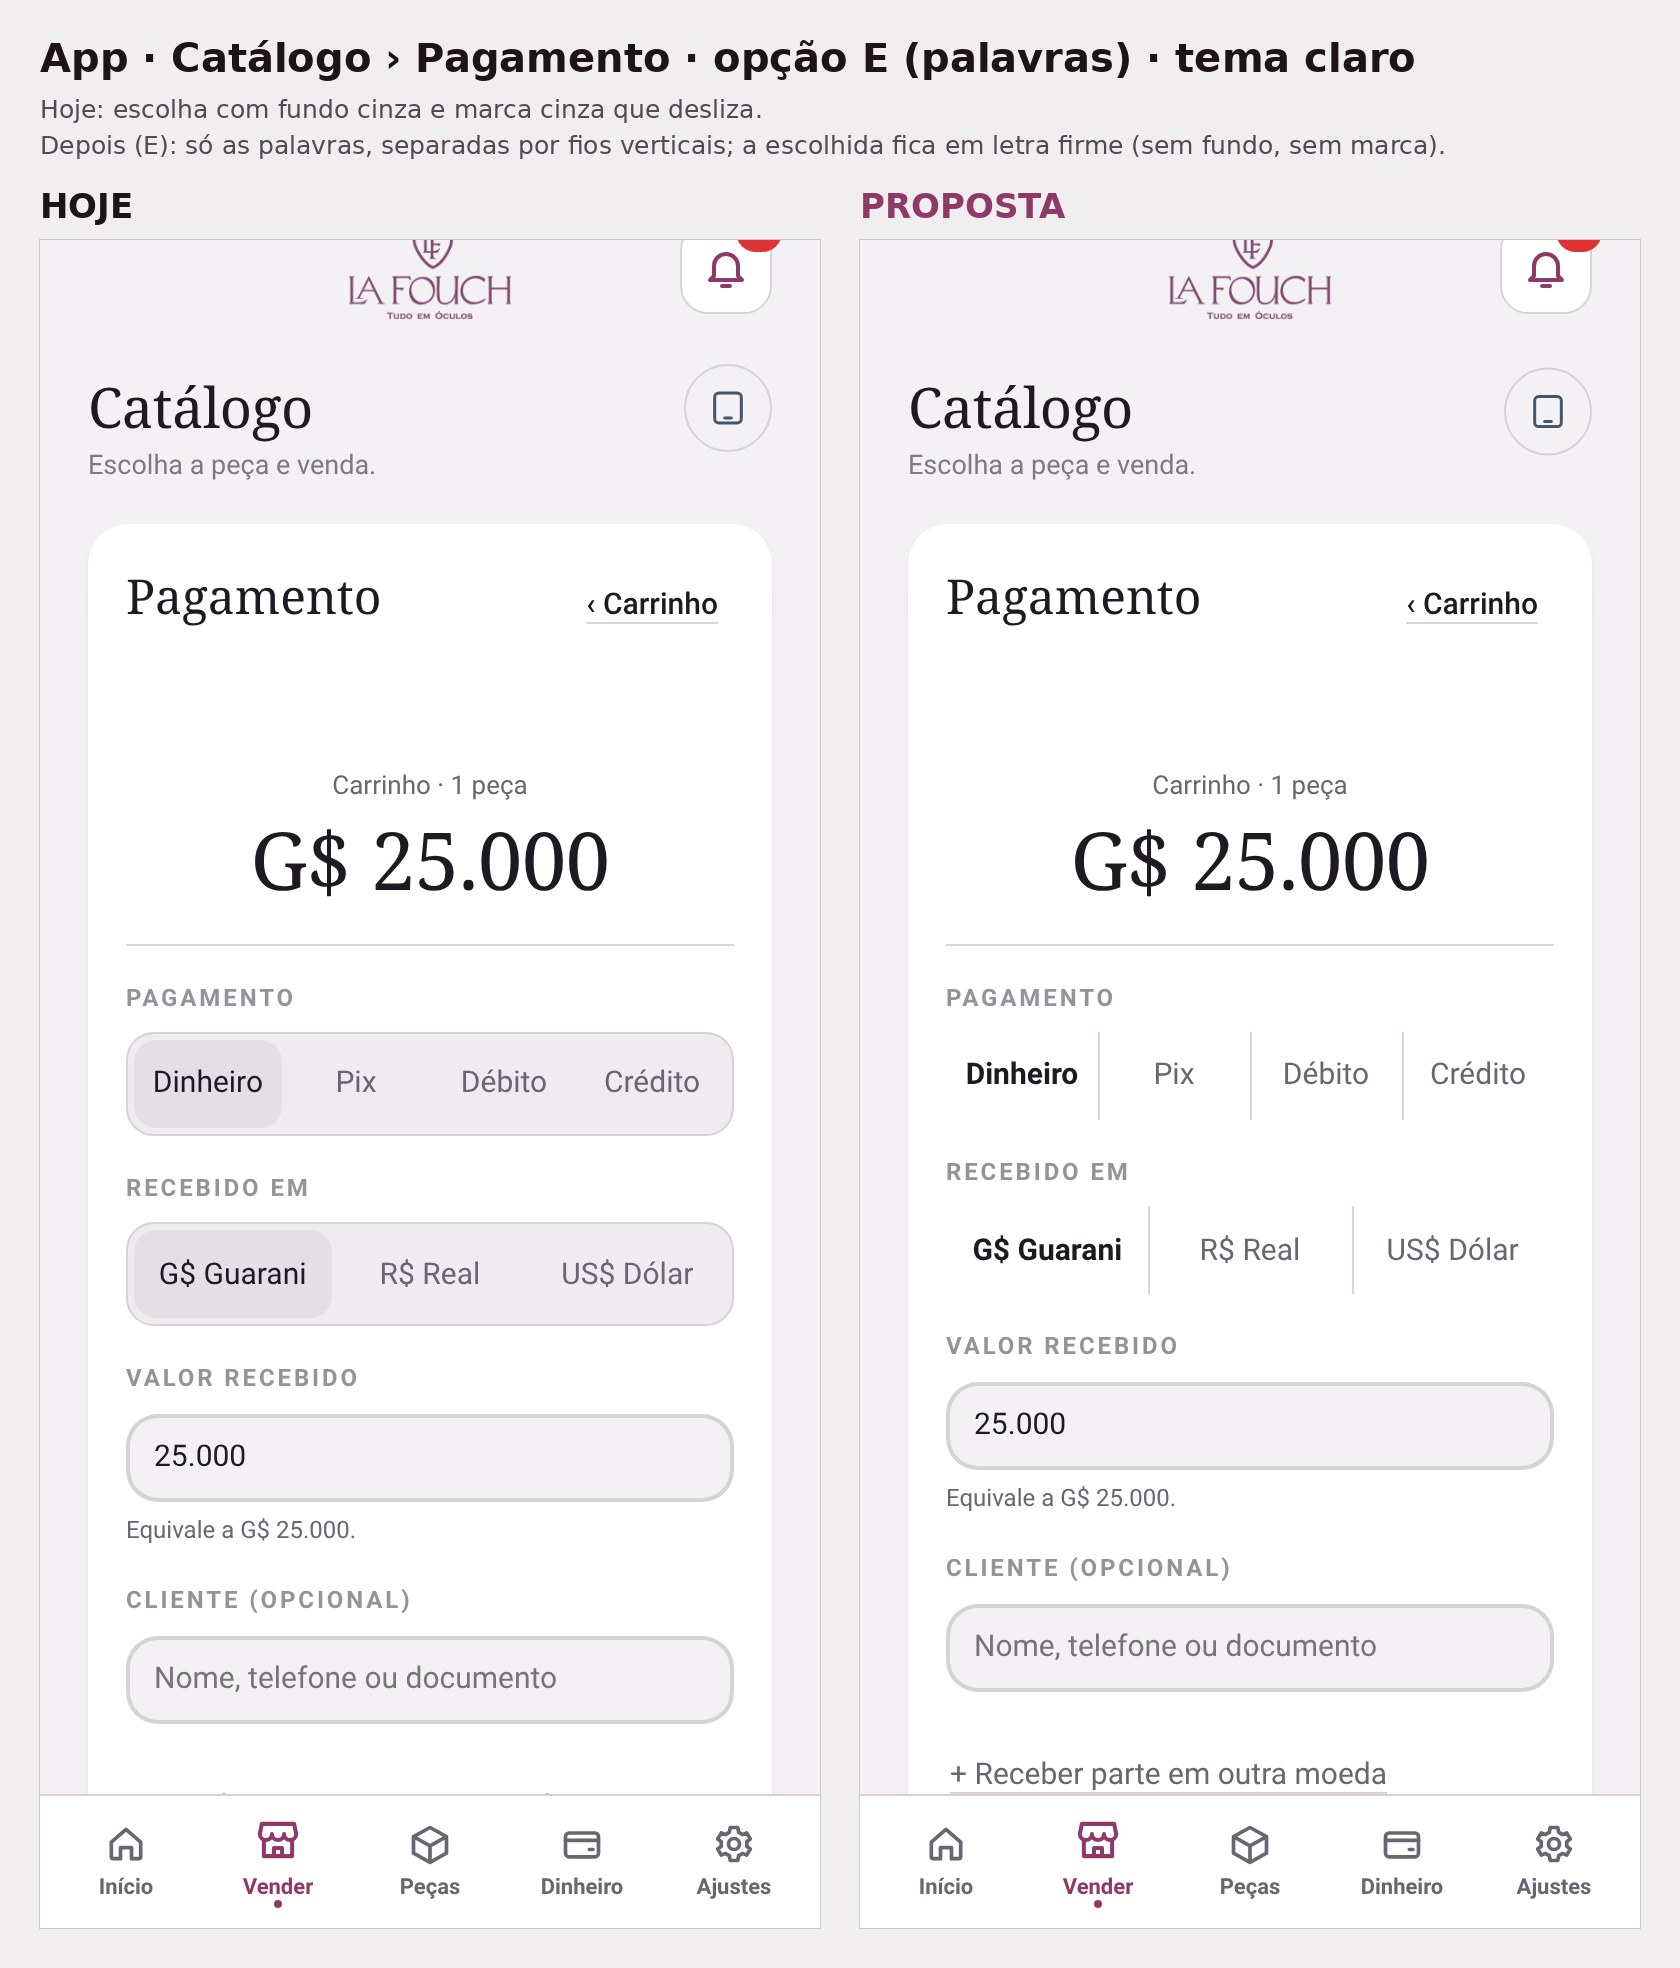 App · Catálogo › Pagamento · opção E (palavras) · tema claro
Hoje: escolha com fundo cinza e marca cinza que desliza.
Depois (E): só as palavras, separadas por fios verticais; a escolhida fica em letra firme (sem fundo, sem marca).
HOJE
LF
LA FOUCH
Tudo em Óculos
Catálogo
Escolha a peça e venda.
Pagamento
‹ Carrinho
Carrinho · 1 peça
G$ 25.000
PAGAMENTO
Dinheiro Pix Débito Crédito
RECEBIDO EM
G$ Guarani R$ Real US$ Dólar
VALOR RECEBIDO
25.000
Equivale a G$ 25.000.
CLIENTE (OPCIONAL)
Nome, telefone ou documento
Início Vender Peças Dinheiro Ajustes
PROPOSTA
LF
LA FOUCH
Tudo em Óculos
Catálogo
Escolha a peça e venda.
Pagamento
‹ Carrinho
Carrinho · 1 peça
G$ 25.000
PAGAMENTO
Dinheiro Pix Débito Crédito
RECEBIDO EM
G$ Guarani R$ Real US$ Dólar
VALOR RECEBIDO
25.000
Equivale a G$ 25.000.
CLIENTE (OPCIONAL)
Nome, telefone ou documento
+ Receber parte em outra moeda
Início Vender Peças Dinheiro Ajustes